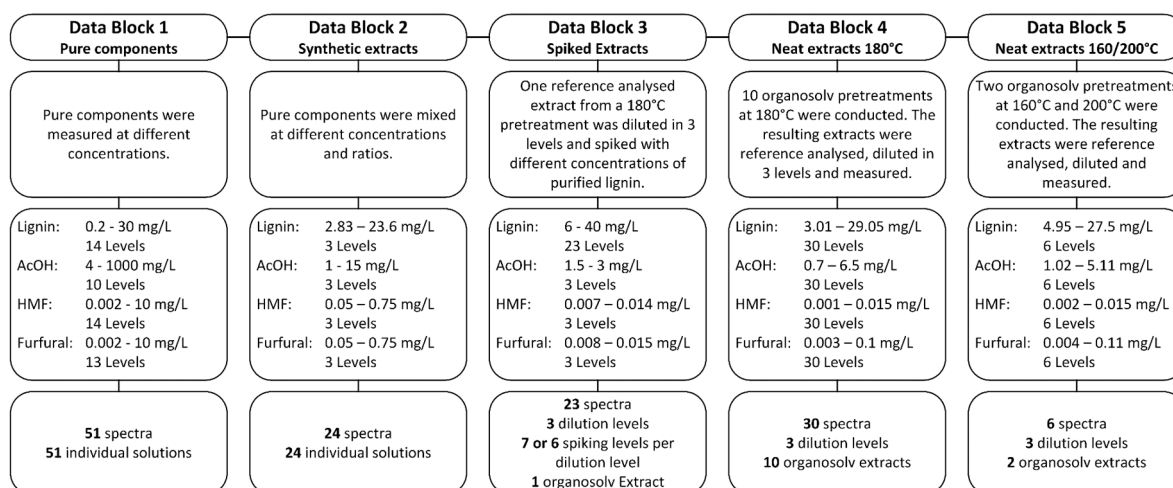 Data Block 1
Pure components
Pure components were
measured at different
concentrations.
Lignin: 0.2 - 30 mg/L
14 Levels
AcOH: 4 - 1000 mg/L
10 Levels
HMF: 0.002 - 10 mg/L
14 Levels
Furfural: 0.002 - 10 mg/L
13 Levels
51 spectra
51 individual solutions
Data Block 2
Synthetic extracts
Pure components were mixed
at different concentrations
and ratios.
Lignin: 2.83 – 23.6 mg/L
3 Levels
AcOH: 1 - 15 mg/L
3 Levels
HMF: 0.05 – 0.75 mg/L
3 Levels
Furfural: 0.05 – 0.75 mg/L
3 Levels
24 spectra
24 individual solutions
Data Block 3
Spiked Extracts
One reference analysed
extract from a 180°C
pretreatment was diluted in 3
levels and spiked with
different concentrations of
purified lignin.
Lignin: 6 - 40 mg/L
23 Levels
AcOH: 1.5 - 3 mg/L
3 Levels
HMF: 0.007 – 0.014 mg/L
3 Levels
Furfural: 0.008 – 0.015 mg/L
3 Levels
23 spectra
3 dilution levels
7 or 6 spiking levels per
dilution level
1 organosolv Extract
Data Block 4
Neat extracts 180°C
10 organosolv pretreatments
at 180°C were conducted. The
resulting extracts were
reference analysed, diluted in
3 levels and measured.
Lignin: 3.01 – 29.05 mg/L
30 Levels
AcOH: 0.7 – 6.5 mg/L
30 Levels
HMF: 0.001 – 0.015 mg/L
30 Levels
Furfural: 0.003 – 0.1 mg/L
30 Levels
30 spectra
3 dilution levels
10 organosolv extracts
Data Block 5
Neat extracts 160/200°C
Two organosolv pretreatments
at 160°C and 200°C were
conducted. The resulting
extracts were reference
analysed, diluted and
measured.
Lignin: 4.95 – 27.5 mg/L
6 Levels
AcOH: 1.02 – 5.11 mg/L
6 Levels
HMF: 0.002 – 0.015 mg/L
6 Levels
Furfural: 0.004 – 0.11 mg/L
6 Levels
6 spectra
3 dilution levels
2 organosolv extracts